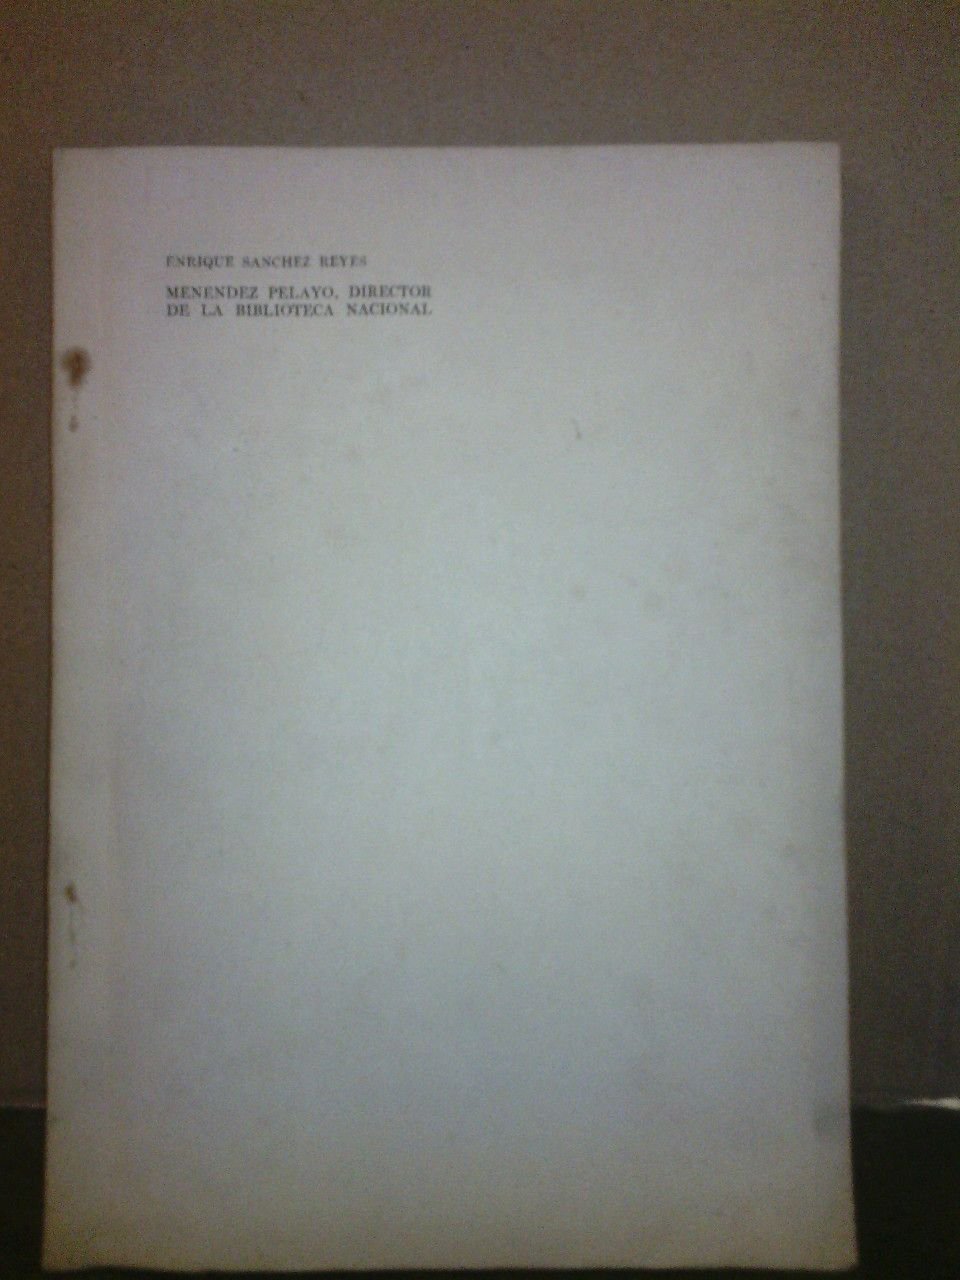 ENRIQUE SANCHEZ REYES
MENENDEZ PELAYO, DIRECTOR
DE LA BIBLIOTECA NACIONAL